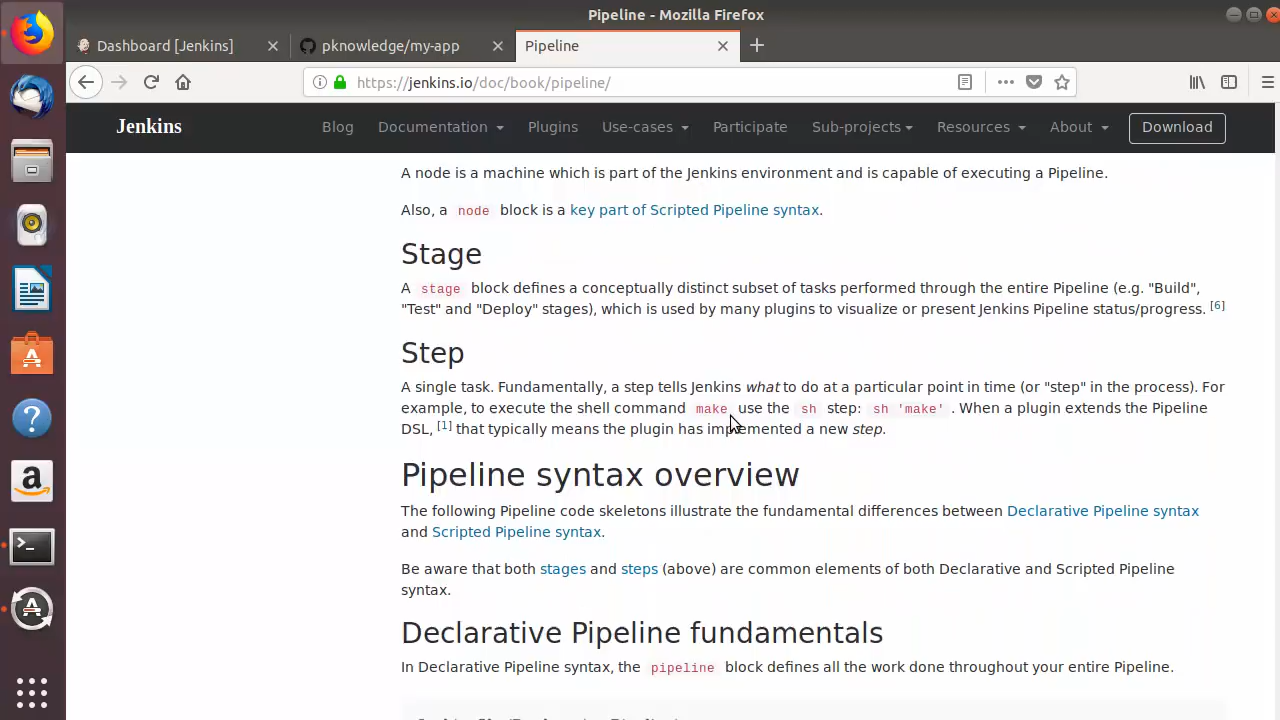 Pipeline - Mozilla Firefox
Dashboard [Jenkins]
pknowledge/my-app
Pipeline
https://jenkins.io/doc/book/pipeline/
Jenkins Blog Documentation Plugins Use-cases Participate Sub-projects Resources About Download
A node is a machine which is part of the Jenkins environment and is capable of executing a Pipeline.
Also, a node block is a key part of Scripted Pipeline syntax.
Stage
A stage block defines a conceptually distinct subset of tasks performed through the entire Pipeline (e.g. "Build",
"Test" and "Deploy" stages), which is used by many plugins to visualize or present Jenkins Pipeline status/progress. [6]
Step
A single task. Fundamentally, a step tells Jenkins what to do at a particular point in time (or "step" in the process). For
example, to execute the shell command make use the sh step: sh 'make'. When a plugin extends the Pipeline
DSL, [1] that typically means the plugin has implemented a new step.
Pipeline syntax overview
The following Pipeline code skeletons illustrate the fundamental differences between Declarative Pipeline syntax
and Scripted Pipeline syntax.
Be aware that both stages and steps (above) are common elements of both Declarative and Scripted Pipeline
syntax.
Declarative Pipeline fundamentals
In Declarative Pipeline syntax, the pipeline block defines all the work done throughout your entire Pipeline.